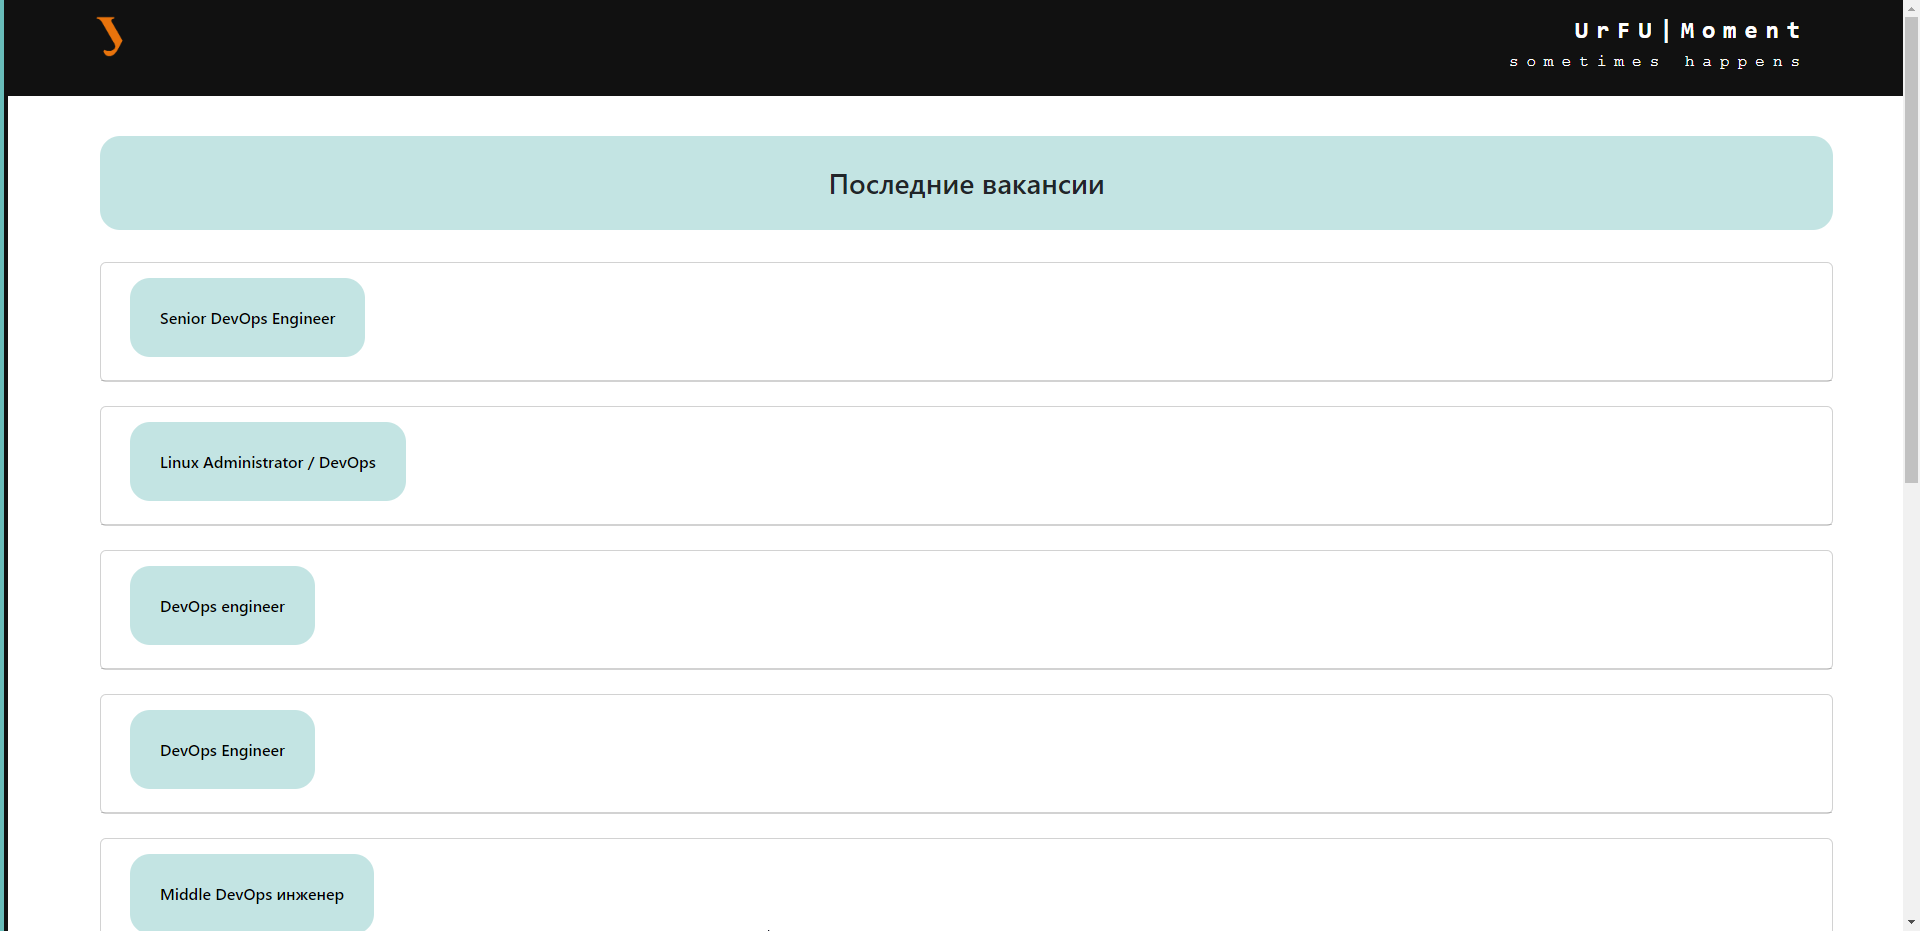 У
UrFU|Moment
sometimes happens
Последние вакансии
Senior DevOps Engineer
Linux Administrator / DevOps
DevOps engineer
DevOps Engineer
Middle DevOps инженер